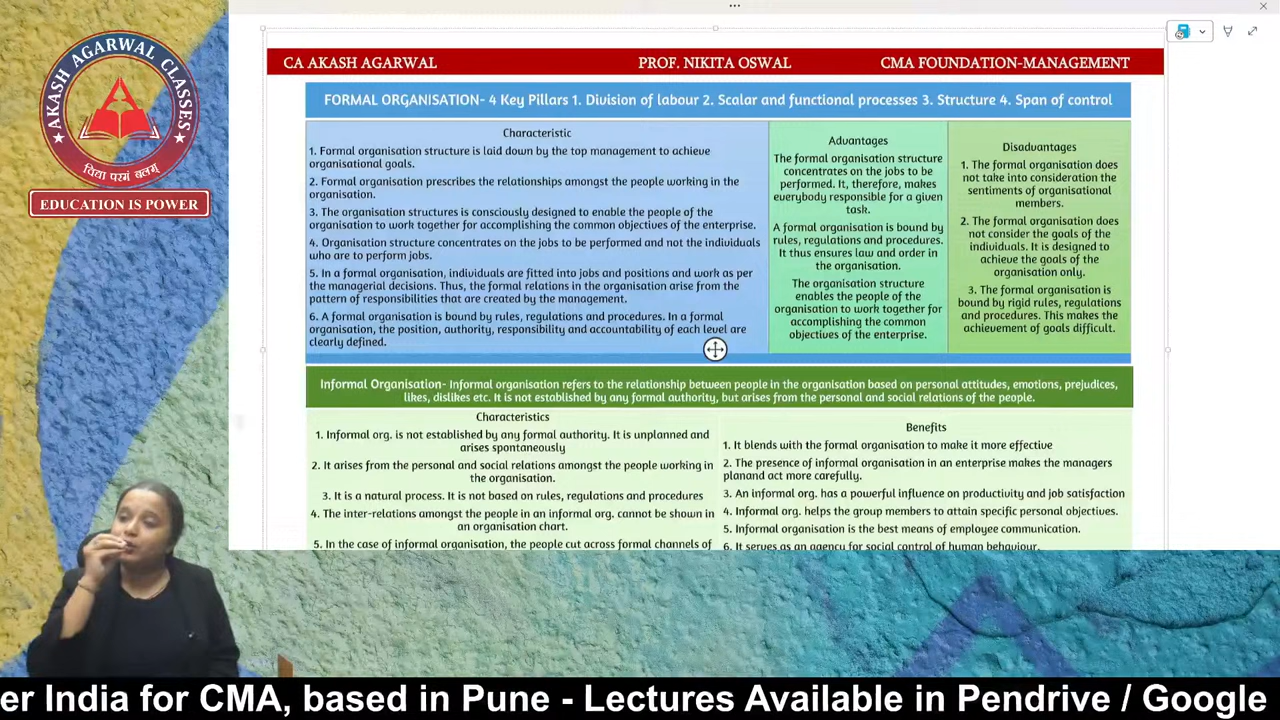 AKASH AGARWAL CLASSES
विद्या परमं बलम्
EDUCATION IS POWER
CA AKASH AGARWAL
PROF. NIKITA OSWAL
CMA FOUNDATION-MANAGEMENT
FORMAL ORGANISATION- 4 Key Pillars 1. Division of labour 2. Scalar and functional processes 3. Structure 4. Span of control
Characteristic
1. Formal organisation structure is laid down by the top management to achieve
organisational goals.
2. Formal organisation prescribes the relationships amongst the people working in the
organisation.
3. The organisation structures is consciously designed to enable the people of the
organisation to work together for accomplishing the common objectives of the enterprise.
4. Organisation structure concentrates on the jobs to be performed and not the individuals
who are to perform jobs.
5. In a formal organisation, individuals are fitted into jobs and positions and work as per
the managerial decisions. Thus, the formal relations in the organisation arise from the
pattern of responsibilities that are created by the management.
6. A formal organisation is bound by rules, regulations and procedures. In a formal
organisation, the position, authority, responsibility and accountability of each level are
clearly defined.
Advantages
The formal organisation structure
concentrates on the jobs to be
performed. It, therefore, makes
everybody responsible for a given
task.
A formal organisation is bound by
rules, regulations and procedures.
It thus ensures law and order in
the organisation.
The organisation structure
enables the people of the
organisation to work together for
accomplishing the common
objectives of the enterprise.
Disadvantages
1. The formal organisation does
not take into consideration the
sentiments of organisational
members.
2. The formal organisation does
not consider the goals of the
individuals. It is designed to
achieve the goals of the
organisation only.
3. The formal organisation is
bound by rigid rules, regulations
and procedures. This makes the
achievement of goals difficult.
Informal Organisation- Informal organisation refers to the relationship between people in the organisation based on personal attitudes, emotions, prejudices,
likes, dislikes etc. It is not established by any formal authority, but arises from the personal and social relations of the people.
Characteristics
1. Informal org. is not established by any formal authority. It is unplanned and
arises spontaneously
2. It arises from the personal and social relations amongst the people working in
the organisation.
3. It is a natural process. It is not based on rules, regulations and procedures
4. The inter-relations amongst the people in an informal org. cannot be shown in
an organisation chart.
5. In the case of informal organisation, the people cut across formal channels of
Benefits
1. It blends with the formal organisation to make it more effective
2. The presence of informal organisation in an enterprise makes the managers
planand act more carefully.
3. An informal org. has a powerful influence on productivity and job satisfaction
4. Informal org. helps the group members to attain specific personal objectives.
5. Informal organisation is the best means of employee communication.
6. It serves as an agency for social control of human behaviour.
er India for CMA, based in Pune - Lectures Available in Pendrive / Google